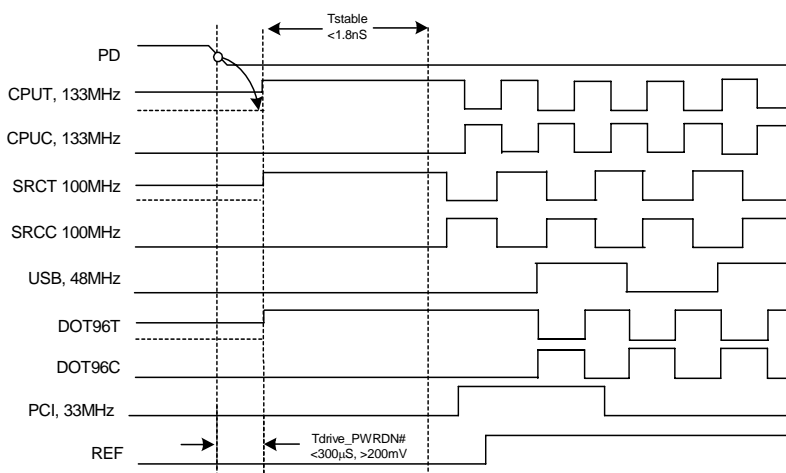 Tstable
<1.8nS
PD
CPUT, 133MHz
CPUC, 133MHz
SRCT 100MHz
SRCC 100MHz
USB, 48MHz
DOT96T
DOT96C
PCI, 33MHz
Tdrive_PWRDN#
<300µS, >200mV
REF